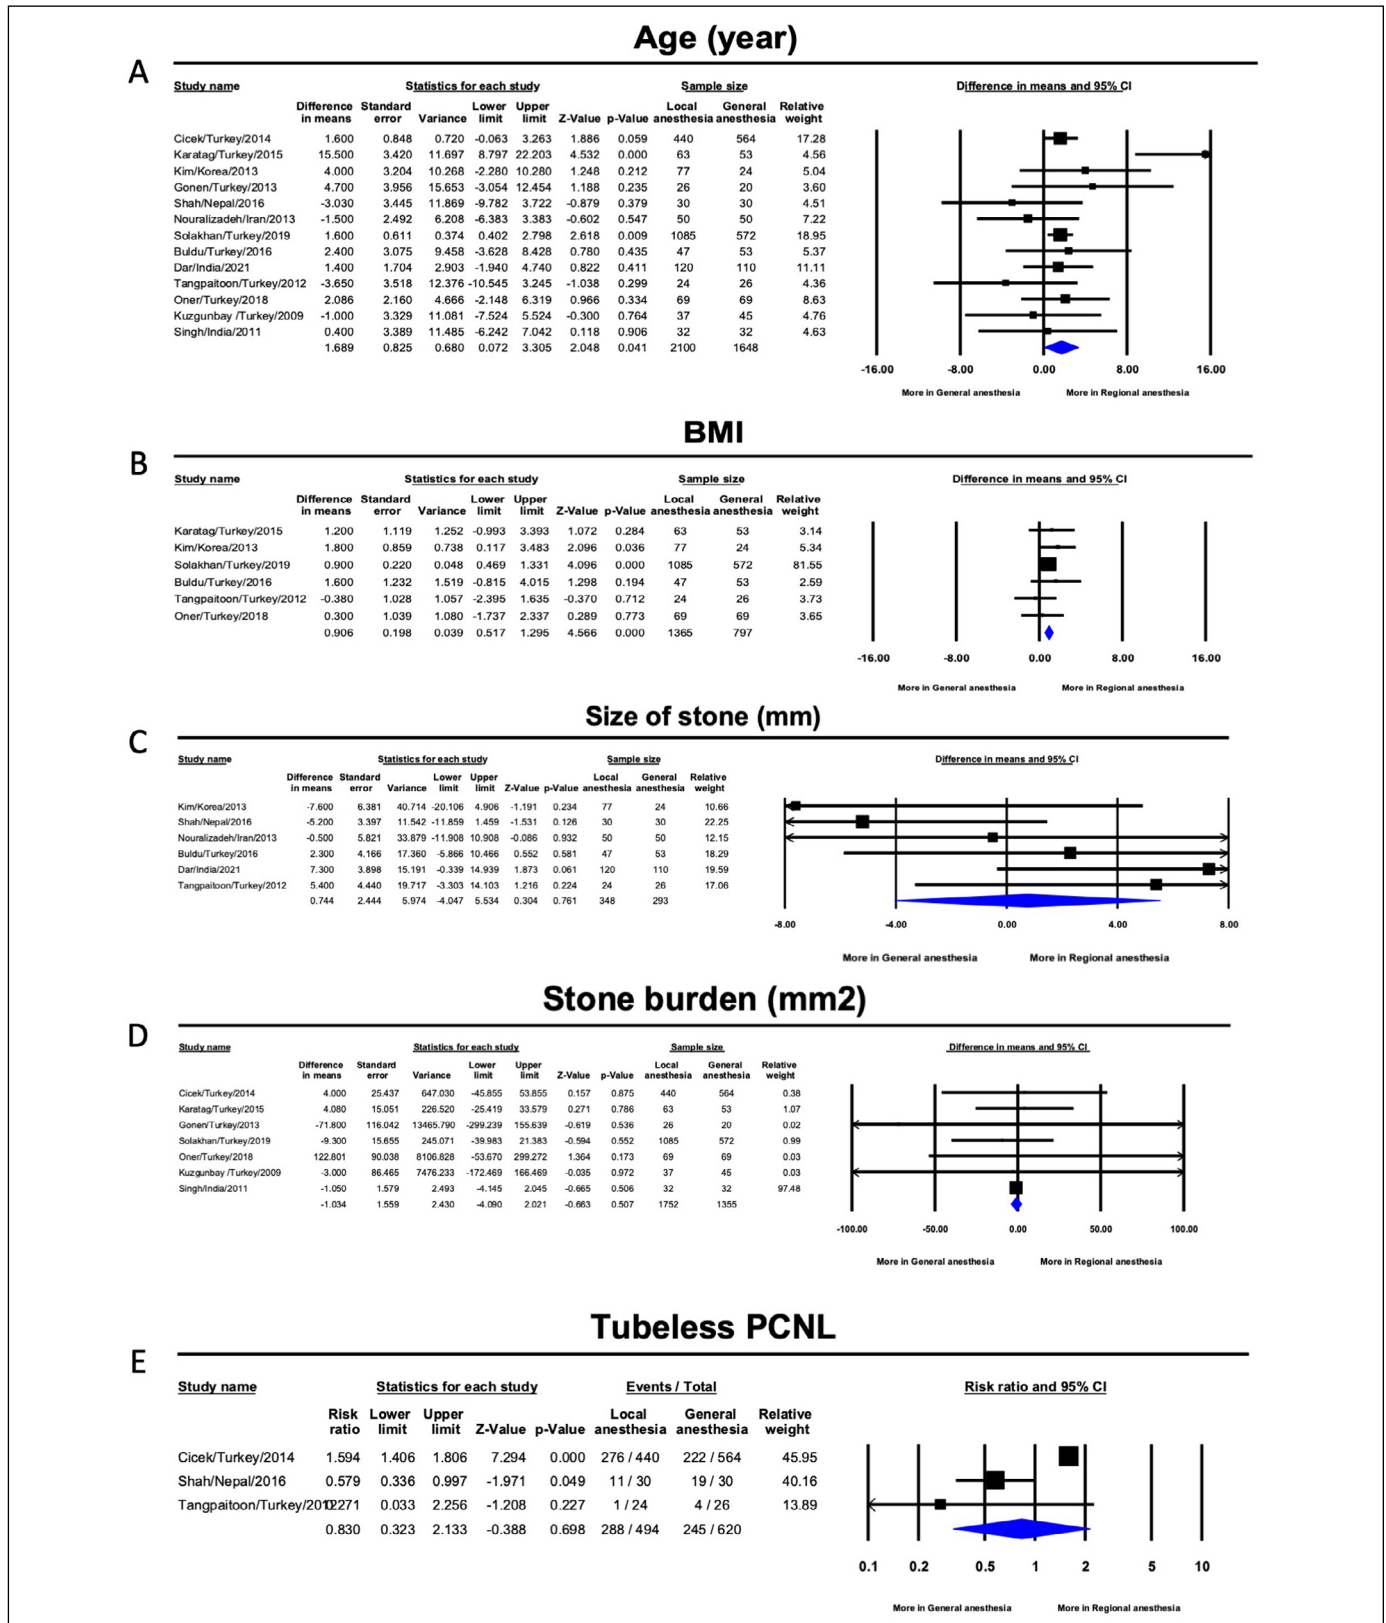 Age (year)
A
Study name Statistics for each study Sample size Difference in means and 95% CI
Difference in means Standard error Variance Lower limit Upper limit Z-Value p-Value Local anesthesia General anesthesia Relative weight
Cicek/Turkey/2014 1.600 0.848 0.720 -0.063 3.263 1.886 0.059 440 564 17.28
Karatag/Turkey/2015 15.500 3.420 11.697 8.797 22.203 4.532 0.000 63 53 4.56
Kim/Korea/2013 4.000 3.204 10.268 -2.280 10.280 1.248 0.212 77 24 5.04
Gonen/Turkey/2013 4.700 3.956 15.653 -3.054 12.454 1.188 0.235 26 20 3.60
Shah/Nepal/2016 -3.030 3.445 11.869 -9.782 3.722 -0.879 0.379 30 30 4.51
Nouralizadeh/Iran/2013 -1.500 2.492 6.208 -6.383 3.383 -0.602 0.547 50 50 7.22
Solakhan/Turkey/2019 1.600 0.611 0.374 0.402 2.798 2.618 0.009 1085 572 18.95
Buldu/Turkey/2016 2.400 3.075 9.458 -3.628 8.428 0.780 0.435 47 53 5.37
Dar/India/2021 1.400 1.704 2.903 -1.940 4.740 0.822 0.411 120 110 11.11
Tangpaitoon/Turkey/2012 -3.650 3.518 12.376 -10.545 3.245 -1.038 0.299 24 26 4.36
Oner/Turkey/2018 2.086 2.160 4.666 -2.148 6.319 0.966 0.334 69 69 8.63
Kuzgunbay /Turkey/2009 -1.000 3.329 11.081 -7.524 5.524 -0.300 0.764 37 45 4.76
Singh/India/2011 0.400 3.389 11.485 -6.242 7.042 0.118 0.906 32 32 4.63
1.689 0.825 0.680 0.072 3.305 2.048 0.041 2100 1648
-16.00 -8.00 0.00 8.00 16.00
More in General anesthesia More in Regional anesthesia
BMI
B
Study name Statistics for each study Sample size Difference in means and 95% CI
Difference in means Standard error Variance Lower limit Upper limit Z-Value p-Value Local anesthesia General anesthesia Relative weight
Karatag/Turkey/2015 1.200 1.119 1.252 -0.993 3.393 1.072 0.284 63 53 3.14
Kim/Korea/2013 1.800 0.859 0.738 0.117 3.483 2.096 0.036 77 24 5.34
Solakhan/Turkey/2019 0.900 0.220 0.048 0.469 1.331 4.096 0.000 1085 572 81.55
Buldu/Turkey/2016 1.600 1.232 1.519 -0.815 4.015 1.298 0.194 47 53 2.59
Tangpaitoon/Turkey/2012 -0.380 1.028 1.057 -2.395 1.635 -0.370 0.712 24 26 3.73
Oner/Turkey/2018 0.300 1.039 1.080 -1.737 2.337 0.289 0.773 69 69 3.65
0.906 0.198 0.039 0.517 1.295 4.566 0.000 1365 797
-16.00 -8.00 0.00 8.00 16.00
More in General anesthesia More in Regional anesthesia
Size of stone (mm)
C
Study name Statistics for each study Sample size Difference in means and 95% CI
Difference in means Standard error Variance Lower limit Upper limit Z-Value p-Value Local anesthesia General anesthesia Relative weight
Kim/Korea/2013 -7.600 6.381 40.714 -20.106 4.906 -1.191 0.234 77 24 10.66
Shah/Nepal/2016 -5.200 3.397 11.542 -11.859 1.459 -1.531 0.126 30 30 22.25
Nouralizadeh/Iran/2013 -0.500 5.821 33.879 -11.908 10.908 -0.086 0.932 50 50 12.15
Buldu/Turkey/2016 2.300 4.166 17.360 -5.866 10.466 0.552 0.581 47 53 18.29
Dar/India/2021 7.300 3.898 15.191 -0.339 14.939 1.873 0.061 120 110 19.59
Tangpaitoon/Turkey/2012 5.400 4.440 19.717 -3.303 14.103 1.216 0.224 24 26 17.06
0.744 2.444 5.974 -4.047 5.534 0.304 0.761 348 293
-8.00 -4.00 0.00 4.00 8.00
More in General anesthesia More in Regional anesthesia
Stone burden (mm2)
D
Study name Statistics for each study Sample size Difference in means and 95% CI
Difference in means Standard error Variance Lower limit Upper limit Z-Value p-Value Local anesthesia General anesthesia Relative weight
Cicek/Turkey/2014 4.000 25.437 647.030 -45.855 53.855 0.157 0.875 440 564 0.38
Karatag/Turkey/2015 4.080 15.051 226.520 -25.419 33.579 0.271 0.786 63 53 1.07
Gonen/Turkey/2013 -71.800 116.042 13465.790 -299.239 155.639 -0.619 0.536 26 20 0.02
Solakhan/Turkey/2019 -9.300 15.655 245.071 -39.983 21.383 -0.594 0.552 1085 572 0.99
Oner/Turkey/2018 122.801 90.038 8106.828 -53.670 299.272 1.364 0.173 69 69 0.03
Kuzgunbay /Turkey/2009 -3.000 86.465 7476.233 -172.469 166.469 -0.035 0.972 37 45 0.03
Singh/India/2011 -1.050 1.579 2.493 -4.145 2.045 -0.665 0.506 32 32 97.48
-1.034 1.559 2.430 -4.090 2.021 -0.663 0.507 1752 1355
-100.00 -50.00 0.00 50.00 100.00
More in General anesthesia More in Regional anesthesia
Tubeless PCNL
E
Study name Statistics for each study Events / Total Risk ratio and 95% CI
Risk ratio Lower limit Upper limit Z-Value p-Value Local anesthesia General anesthesia Relative weight
Cicek/Turkey/2014 1.594 1.406 1.806 7.294 0.000 276 / 440 222 / 564 45.95
Shah/Nepal/2016 0.579 0.336 0.997 -1.971 0.049 11 / 30 19 / 30 40.16
Tangpaitoon/Turkey/2012 0.271 0.033 2.256 -1.208 0.227 1 / 24 4 / 26 13.89
0.830 0.323 2.133 -0.388 0.698 288 / 494 245 / 620
0.1 0.2 0.5 1 2 5 10
More in General anesthesia More in Regional anesthesia